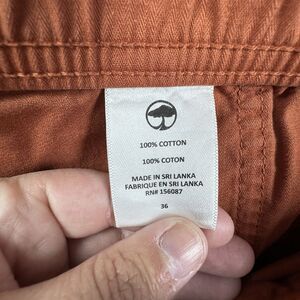 100% COTTON
100% COTON
MADE IN SRI LANKA
FABRIQUE EN SRI LANKA
RN# 156087
36